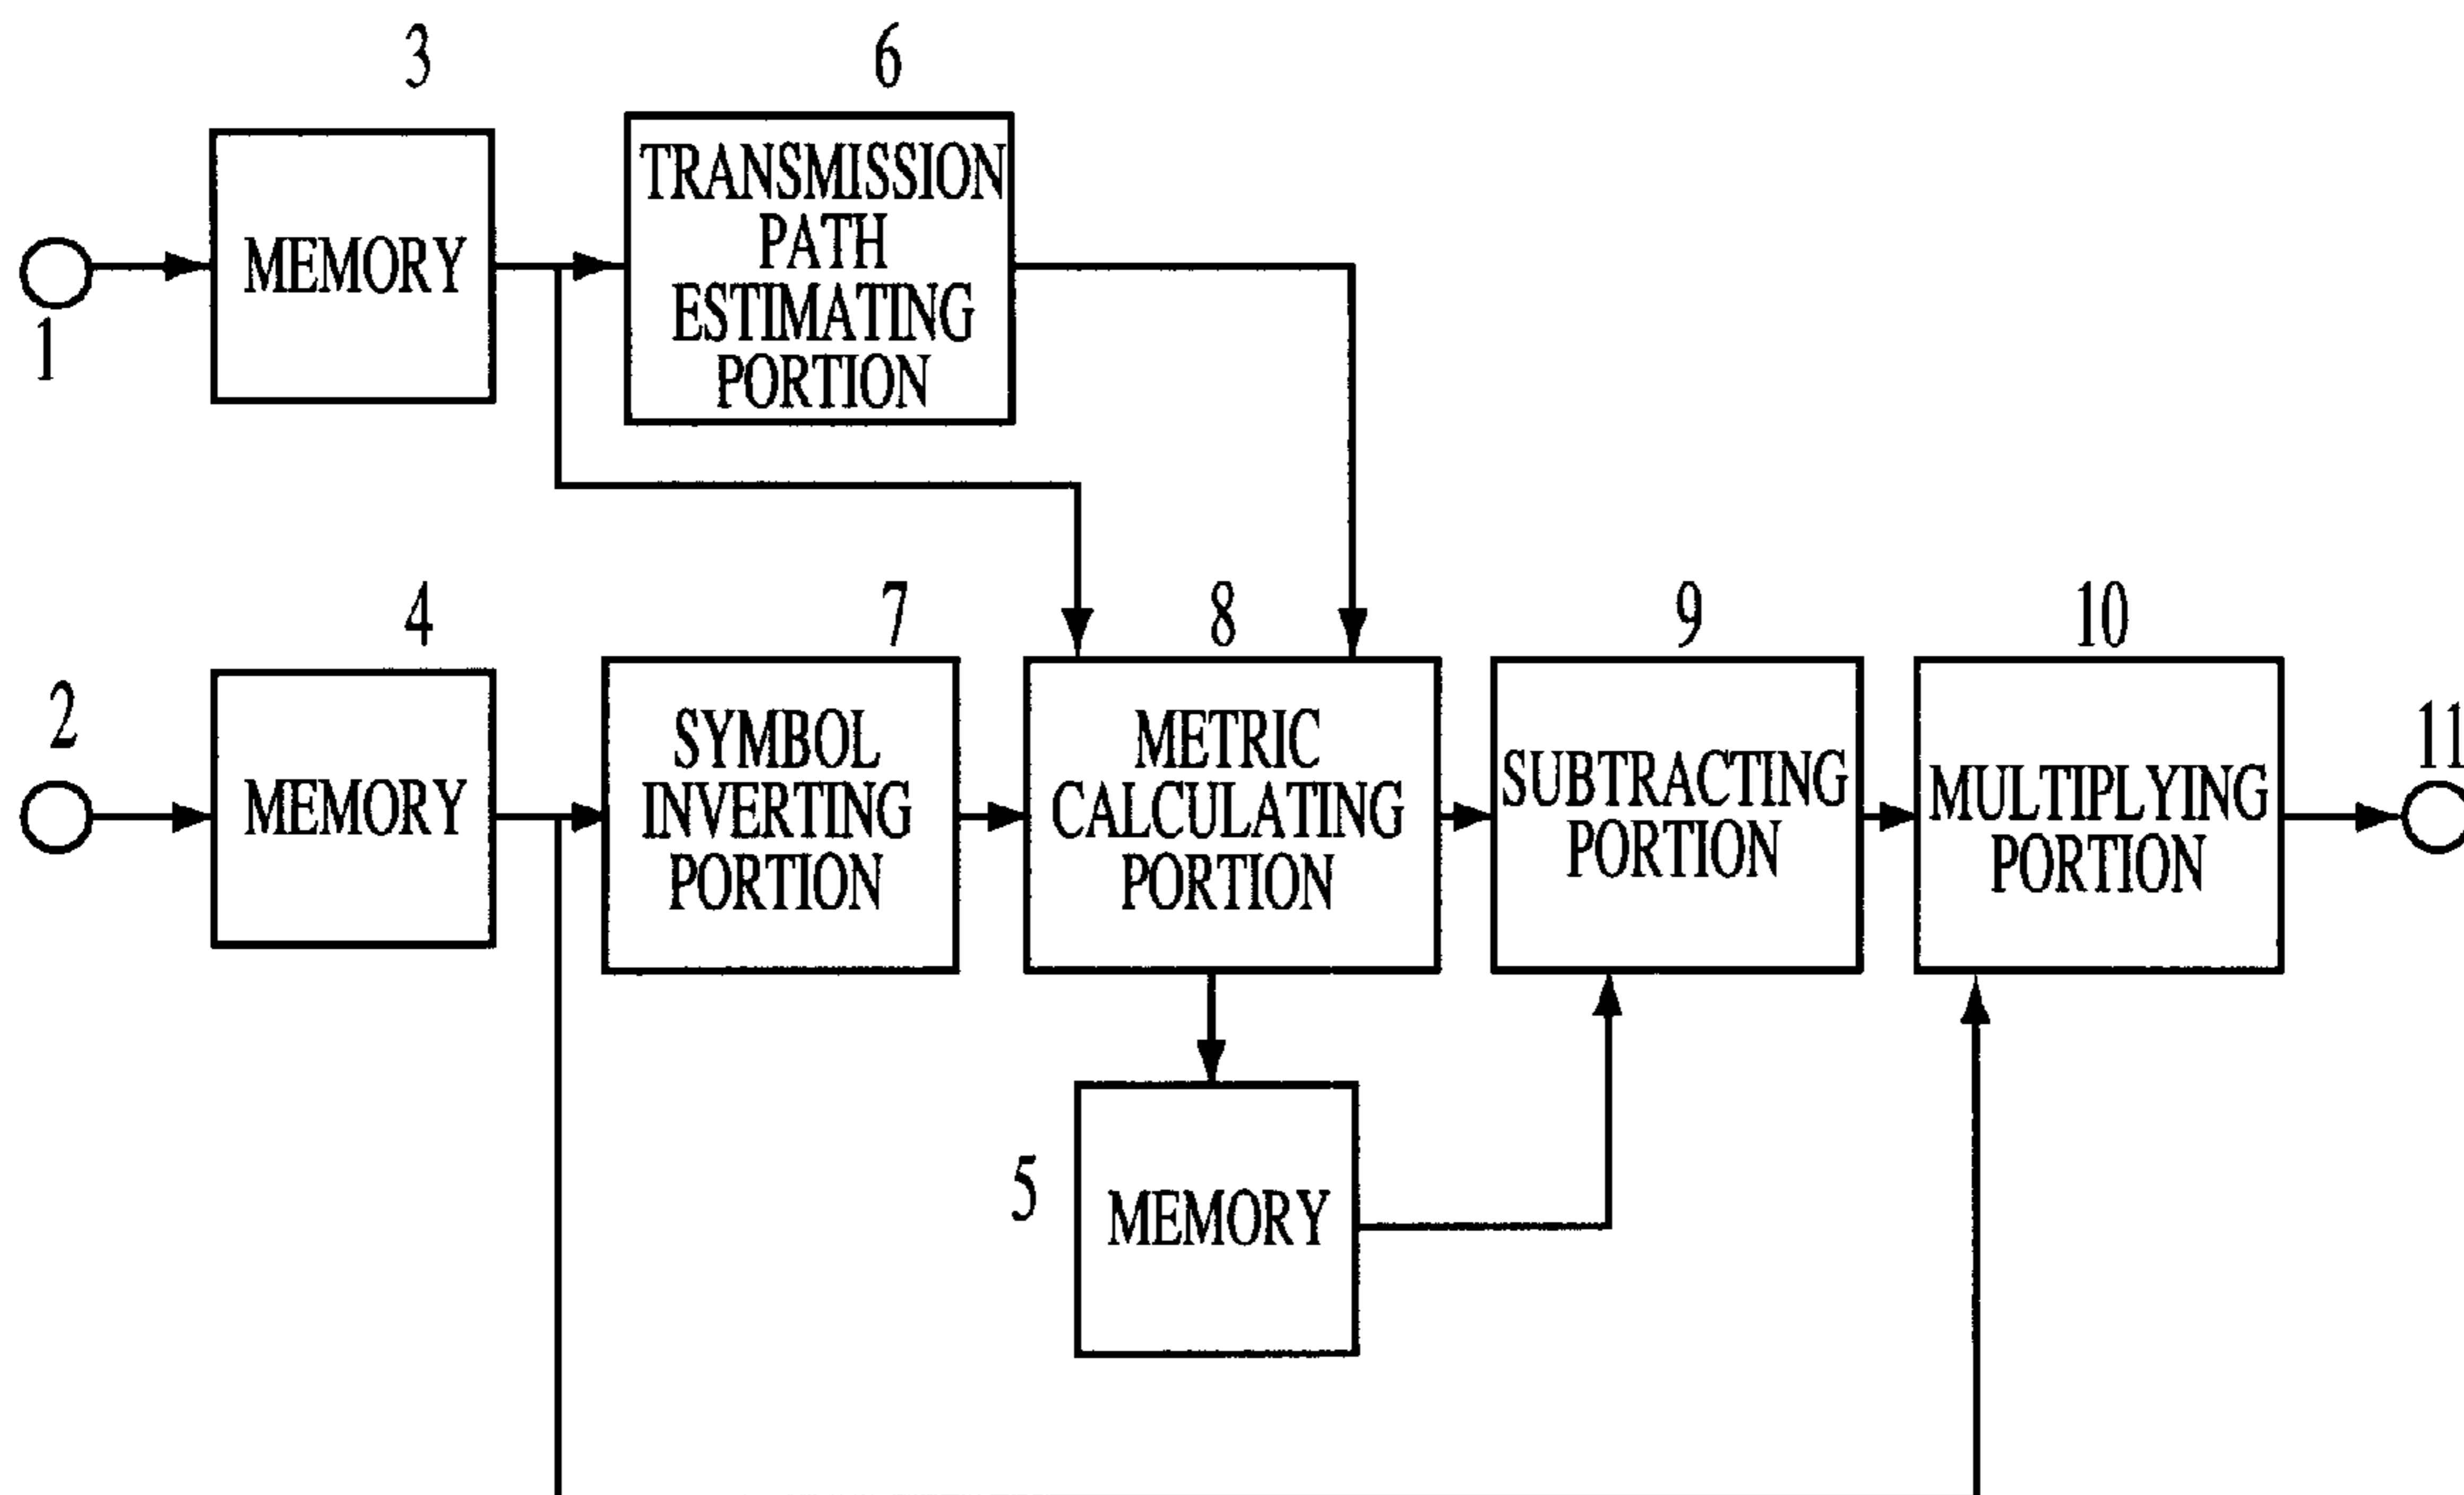 3
6
MEMORY
TRANSMISSION
PATH
ESTIMATING
PORTION
1
4
7
8
9
10
2
11
MEMORY
SYMBOL
INVERTING
PORTION
METRIC
CALCULATING
PORTION
SUBTRACTING
PORTION
MULTIPLYING
PORTION
5
MEMORY